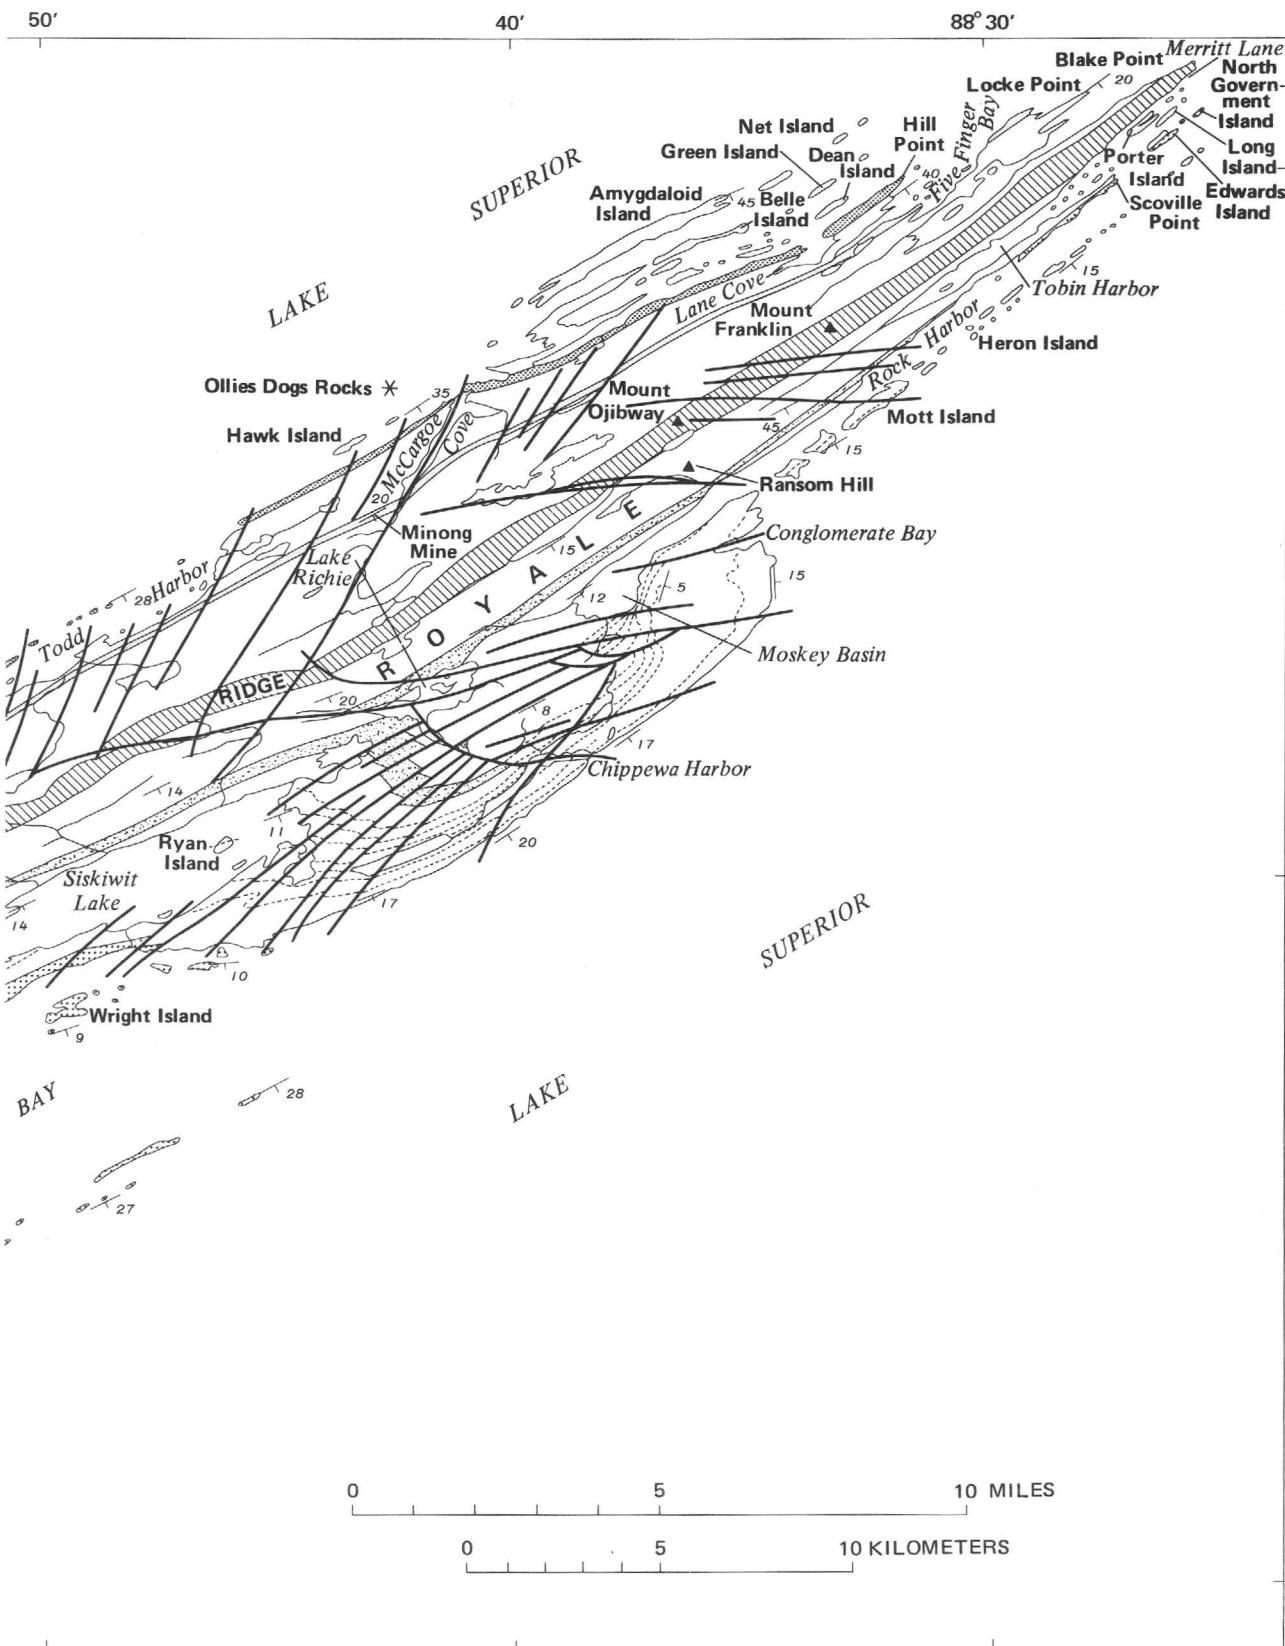 50′
40′
88° 30′
Blake Point
Merritt Lane
North
Govern-
ment
Island
20
Locke Point
Five Finger
Bay
Net Island
Hill
Point
Green Island
Dean
Island
Long
Island
Porter
Island
SUPERIOR
Amygdaloid
Island
45
Belle
Island
40
Edwards
Island
Scoville
Point
15
LAKE
Lane Cove
Tobin Harbor
Mount
Franklin
Rock Harbor
Heron Island
Ollies Dogs Rocks
35
Mount
Ojibway
Mott Island
Hawk Island
McCargoe
Cove
45
15
20
Ransom Hill
Minong
Mine
Conglomerate Bay
Lake
Richie
15
ROYALE
5
15
12
28
Todd Harbor
Moskey Basin
RIDGE
20
8
17
Chippewa Harbor
14
11
Ryan
Island
20
Siskiwit
Lake
17
14
SUPERIOR
10
Wright Island
9
BAY
28
LAKE
27
0 5 10 MILES
0 5 10 KILOMETERS